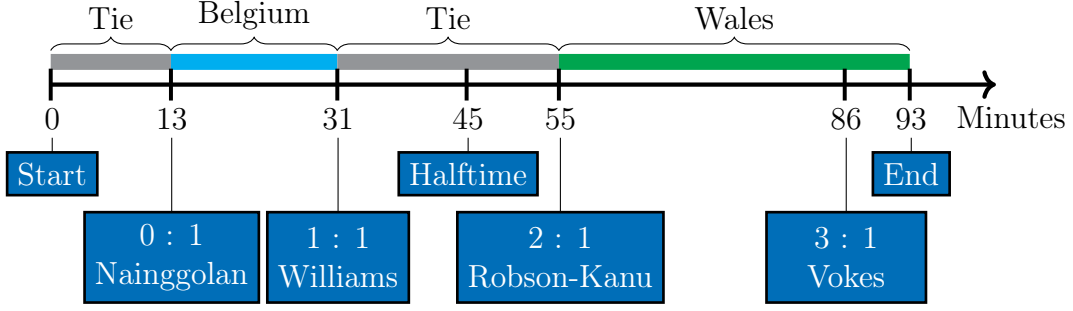 Tie Belgium Tie Wales
0 13 31 45 55 86 93 Minutes
Start Halftime End
0 : 1 1 : 1 2 : 1 3 : 1
Nainggolan Williams Robson-Kanu Vokes